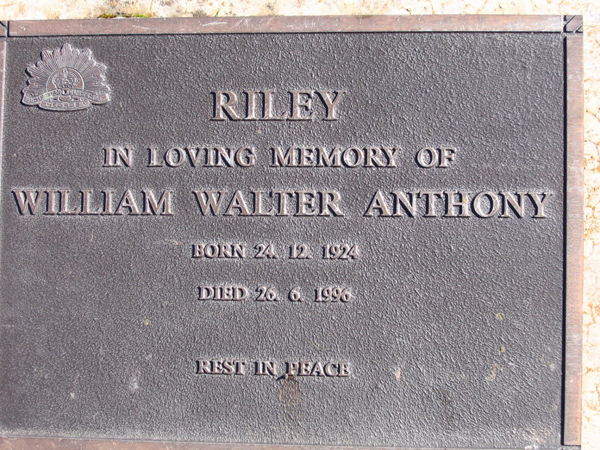 RILEY
IN LOVING MEMORY OF
WILLIAM WALTER ANTHONY
BORN 24. 12. 1924
DIED 26. 6. 1996
REST IN PEACE